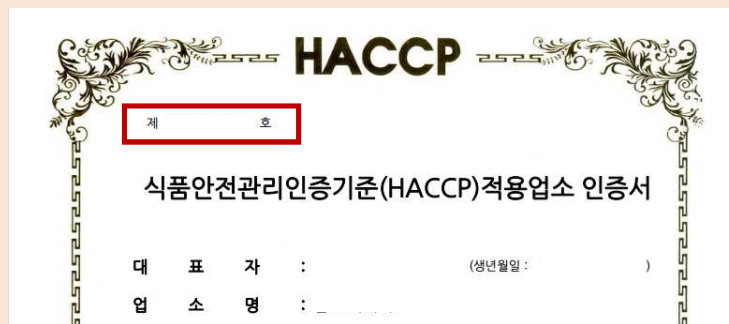 HACCP
제 호
식품안전관리인증기준(HACCP)적용업소 인증서
대 표 자 : (생년월일 : )
업 소 명 :